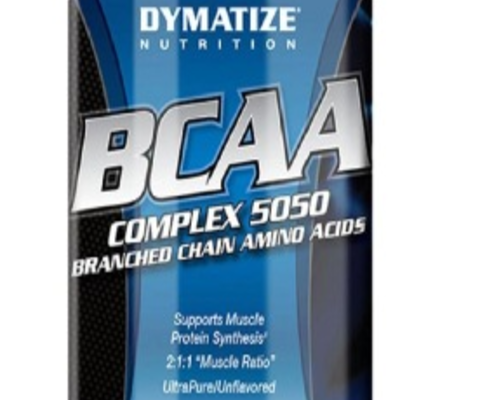 DYMATIZE
NUTRITION
BCAA
COMPLEX 5050
BRANCHED CHAIN AMINO ACIDS
Supports Muscle
Protein Synthesis†
2:1:1 "Muscle Ratio"
UltraPure/Unflavored